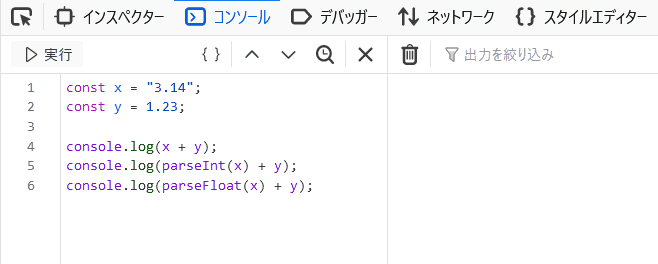 インスペクター コンソール デバッガー ネットワーク {} スタイルエディター
実行 { } 出力を絞り込み
1 const x = "3.14";
2 const y = 1.23;
3
4 console.log(x + y);
5 console.log(parseInt(x) + y);
6 console.log(parseFloat(x) + y);